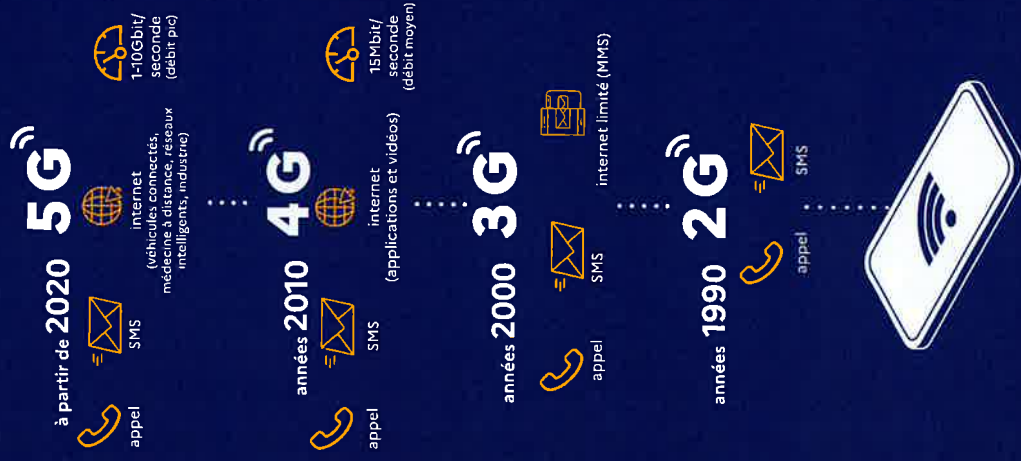 à partir de 2020 5G
appel
SMS
internet
(véhicules connectés,
médecine à distance, réseaux
intelligents, industrie)
1-10Gbit/
seconde
(débit pic)
années 2010 4G
appel
SMS
internet
(applications et vidéos)
15Mbit/
seconde
(débit moyen)
années 2000 3G
appel
SMS
internet limité (MMS)
années 1990 2G
appel
SMS